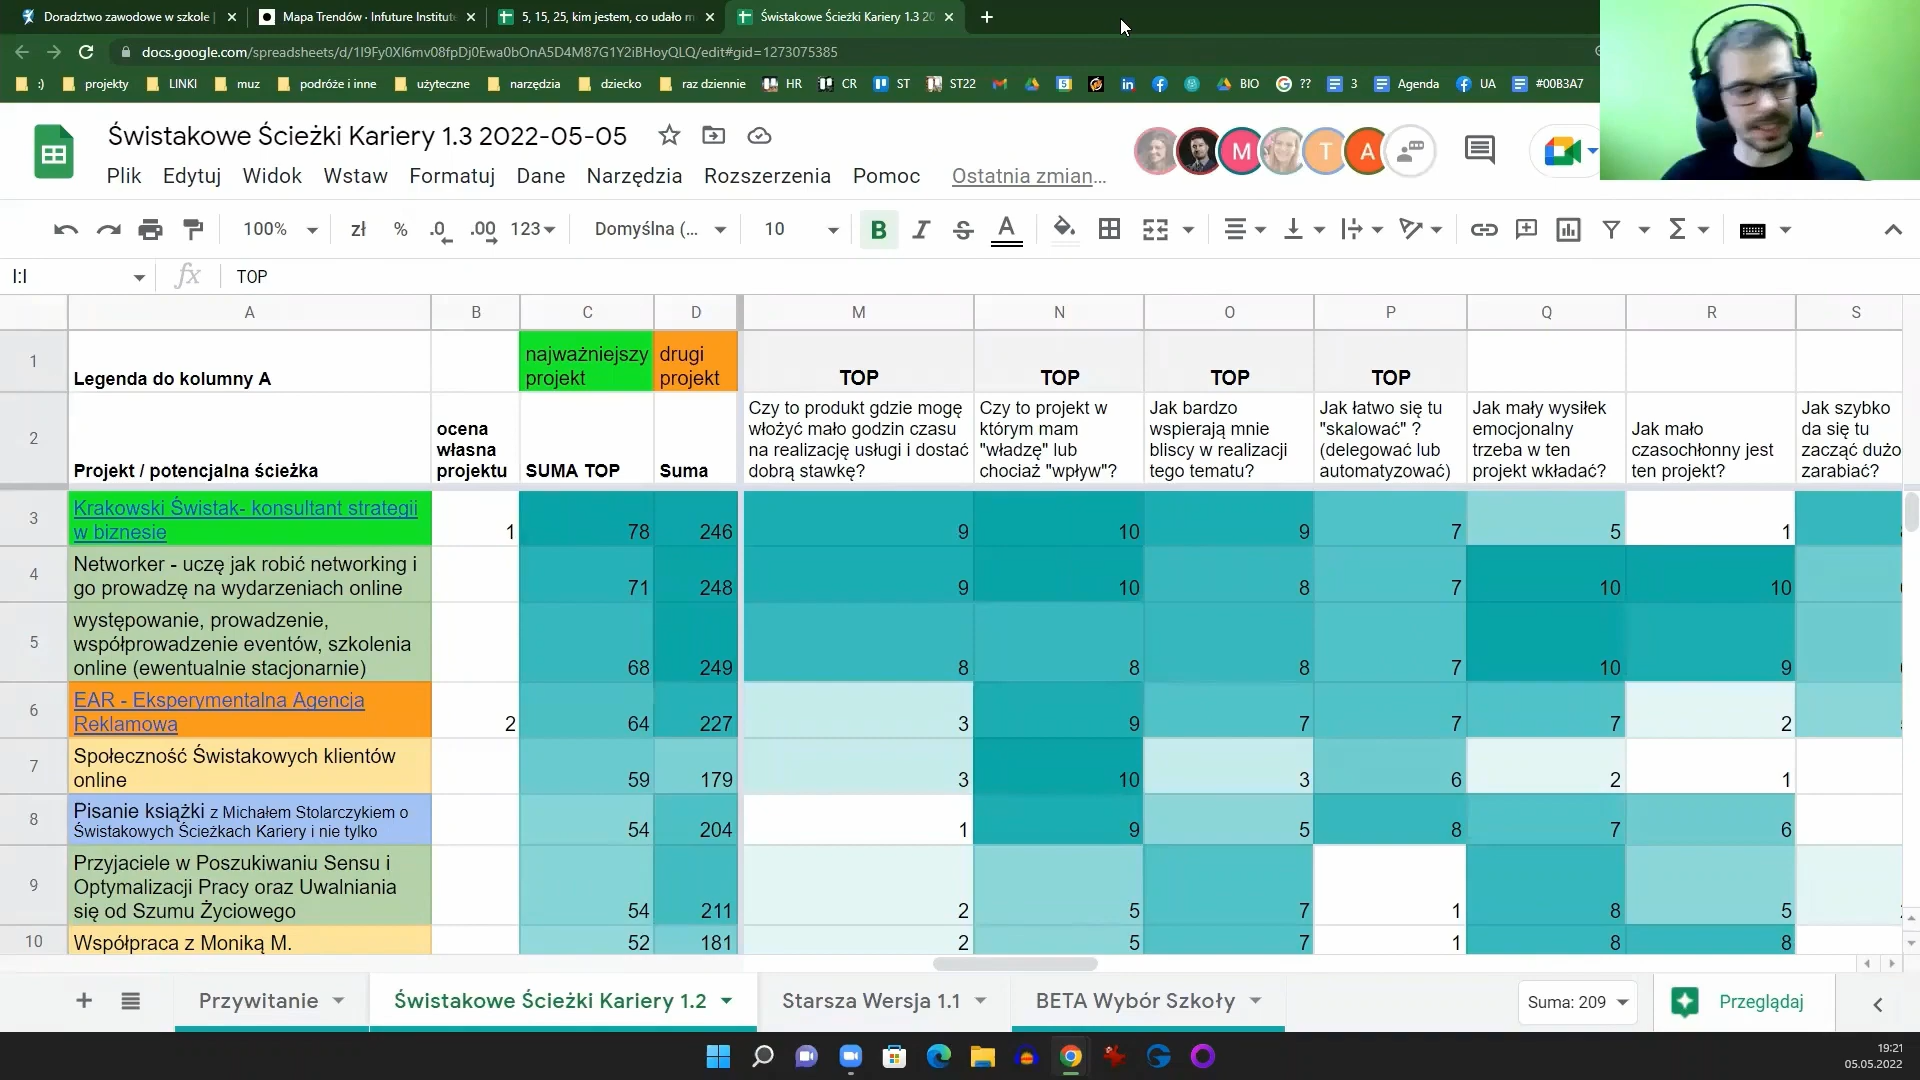 Doradztwo zawodowe w szkole |
Mapa Trendów · Infuture Institute
5, 15, 25, kim jestem, co udało m
Świstakowe Ścieżki Kariery 1.3 20
docs.google.com/spreadsheets/d/1I9Fy0Xl6mv08fpDj0Ewa0bOnA5D4M87G1Y2iBHoyQLQ/edit#gid=1273075385
:) projekty LINKI muz podróże i inne użyteczne narzędzia dziecko raz dziennie HR CR ST ST22 BIO ?? 3 Agenda UA #00B3A7
Świstakowe Ścieżki Kariery 1.3 2022-05-05
M T A
Plik Edytuj Widok Wstaw Formatuj Dane Narzędzia Rozszerzenia Pomoc Ostatnia zmian...
100% zł % .0 .00 123 Domyślna (... 10 B I S A
I:I fx TOP
A B C D M N O P Q R S
1 Legenda do kolumny A najważniejszy projekt drugi projekt TOP TOP TOP TOP
2 Projekt / potencjalna ścieżka
ocena własna projektu
SUMA TOP
Suma
Czy to produkt gdzie mogę
włożyć mało godzin czasu
na realizację usługi i dostać
dobrą stawkę?
Czy to projekt w
którym mam
"władzę" lub
chociaż "wpływ"?
Jak bardzo
wspierają mnie
bliscy w realizacji
tego tematu?
Jak łatwo się tu
"skalować" ?
(delegować lub
automatyzować)
Jak mały wysiłek
emocjonalny
trzeba w ten
projekt wkładać?
Jak mało
czasochłonny jest
ten projekt?
Jak szybko
da się tu
zacząć dużo
zarabiać?
3 Krakowski Świstak- konsultant strategii
w biznesie 1 78 246 9 10 9 7 5 1
4 Networker - uczę jak robić networking i
go prowadzę na wydarzeniach online 71 248 9 10 8 7 10 10
5 występowanie, prowadzenie,
współprowadzenie eventów, szkolenia
online (ewentualnie stacjonarnie) 68 249 8 8 8 7 10 9
6 EAR - Eksperymentalna Agencja
Reklamowa 2 64 227 3 9 7 7 7 2
7 Społeczność Świstakowych klientów
online 59 179 3 10 3 6 2 1
8 Pisanie książki z Michałem Stolarczykiem o
Świstakowych Ścieżkach Kariery i nie tylko 54 204 1 9 5 8 7 6
9 Przyjaciele w Poszukiwaniu Sensu i
Optymalizacji Pracy oraz Uwalniania
się od Szumu Życiowego 54 211 2 5 7 1 8 5
10 Współpraca z Moniką M. 52 181 2 5 7 1 8 8
Przywitanie Świstakowe Ścieżki Kariery 1.2 Starsza Wersja 1.1 BETA Wybór Szkoły Suma: 209 Przeglądaj
19:21
05.05.2022